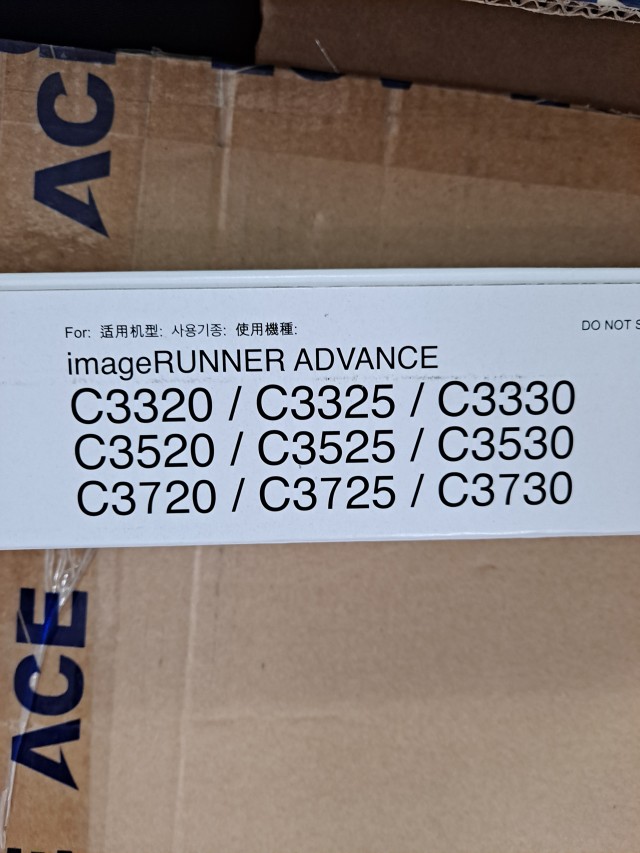 ACE
For: 适用机型: 사용기종: 使用機種:
DO NOT
imageRUNNER ADVANCE
C3320 / C3325 / C3330
C3520 / C3525 / C3530
C3720 / C3725 / C3730
ACE